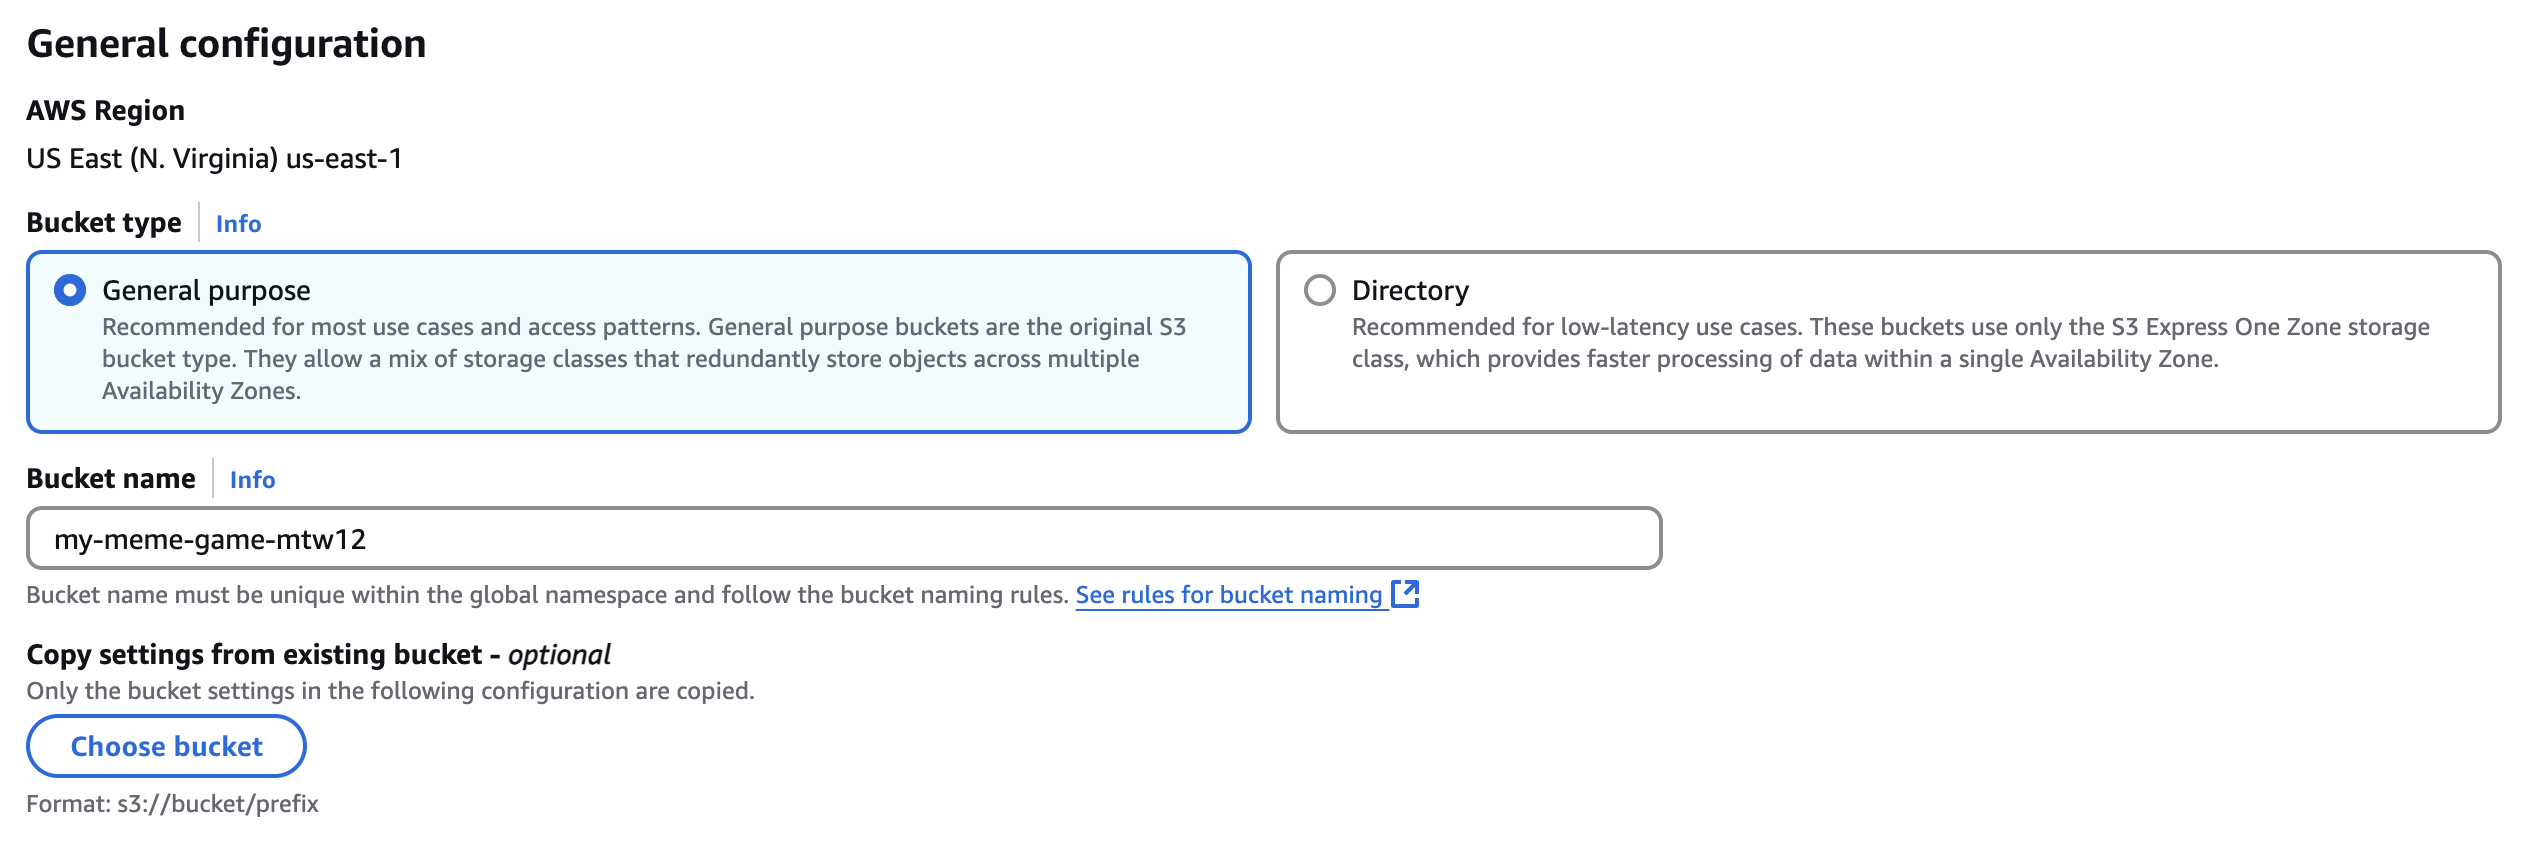 General configuration
AWS Region
US East (N. Virginia) us-east-1
Bucket type
Info
General purpose
Recommended for most use cases and access patterns. General purpose buckets are the original S3
bucket type. They allow a mix of storage classes that redundantly store objects across multiple
Availability Zones.
Directory
Recommended for low-latency use cases. These buckets use only the S3 Express One Zone storage
class, which provides faster processing of data within a single Availability Zone.
Bucket name
Info
my-meme-game-mtw12
Bucket name must be unique within the global namespace and follow the bucket naming rules. See rules for bucket naming
Copy settings from existing bucket - optional
Only the bucket settings in the following configuration are copied.
Choose bucket
Format: s3://bucket/prefix